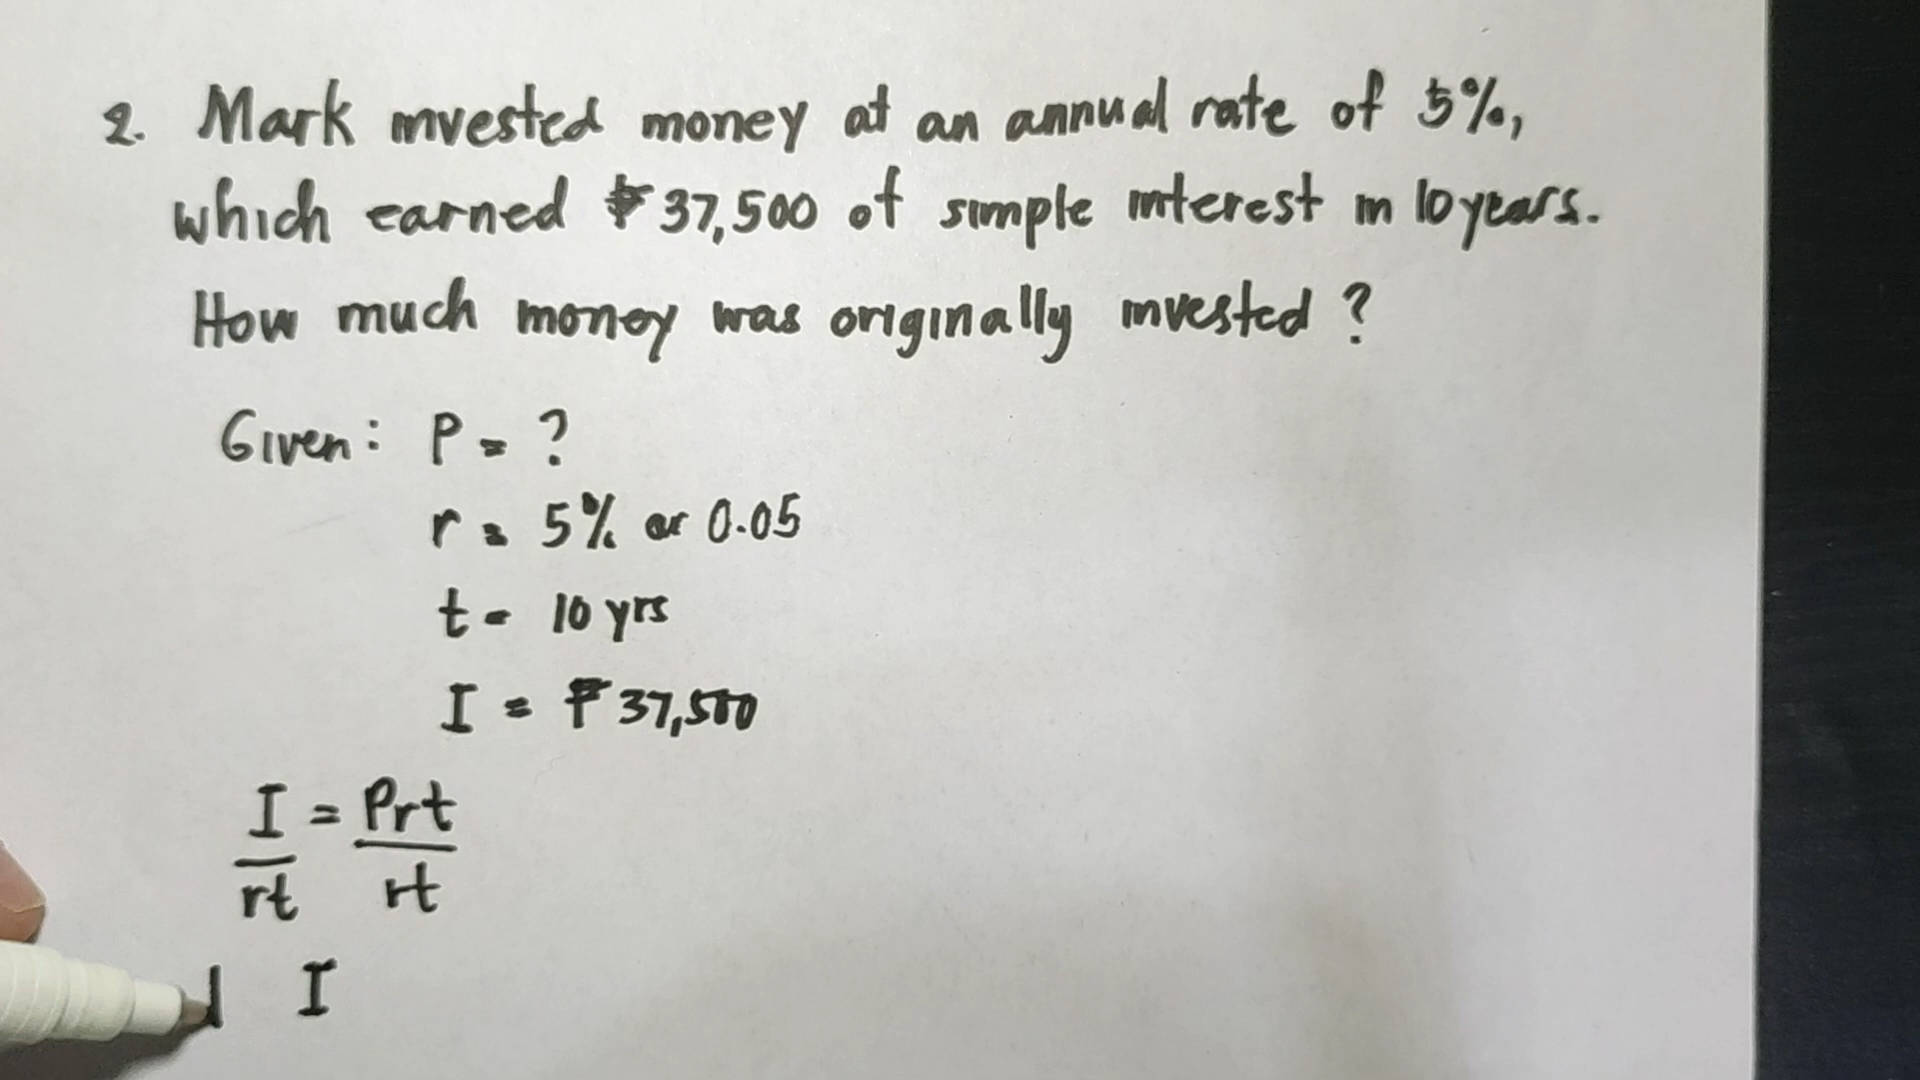 2. Mark invested money at an annual rate of 5%,
which earned ₱37,500 of simple interest in 10 years.
How much money was originally invested?
Given: P = ?
r = 5% or 0.05
t = 10 yrs
I = ₱37,500
I = Prt
rt rt
I